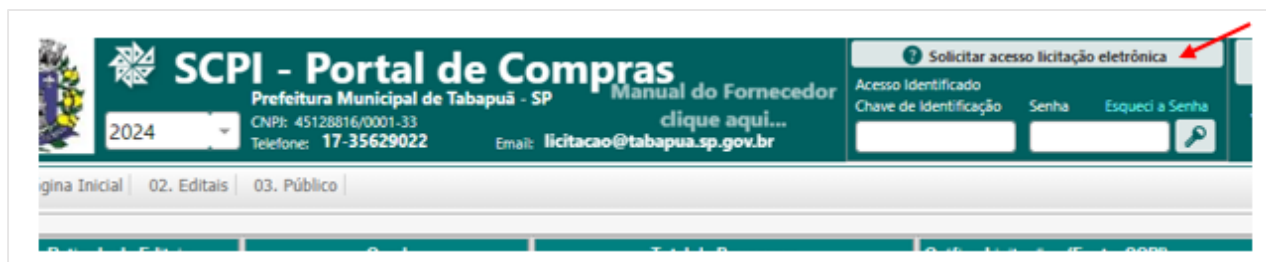 SCPI - Portal de Compras
Prefeitura Municipal de Tabapuã - SP
Manual do Fornecedor
clique aqui...
2024
CNPJ: 45128816/0001-33
Telefone: 17-35629022
Email: licitacao@tabapua.sp.gov.br
Solicitar acesso licitação eletrônica
Acesso Identificado
Chave de Identificação Senha Esqueci a Senha
Inicial 02. Editais 03. Público